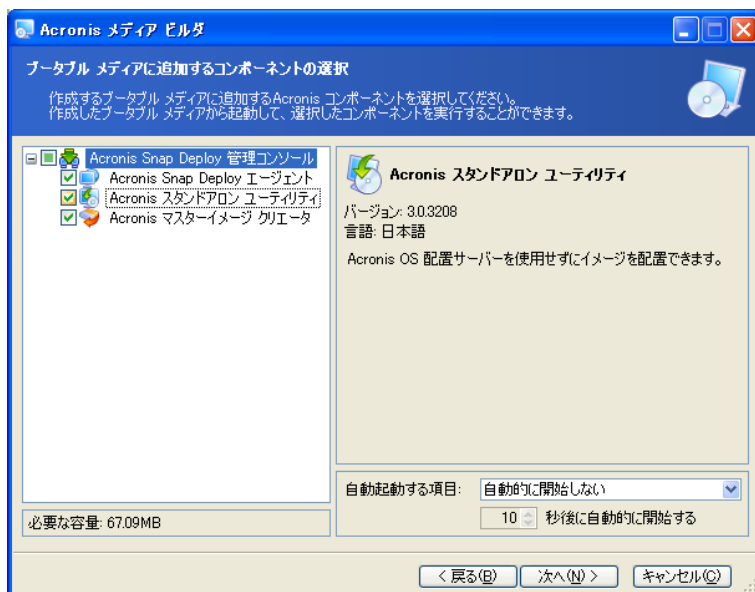 Acronis メディア ビルダ
ブータブル メディアに追加するコンポーネントの選択
作成するブータブル メディアに追加するAcronis コンポーネントを選択してください。
作成したブータブル メディアから起動して、選択したコンポーネントを実行することができます。
Acronis Snap Deploy 管理コンソール
Acronis Snap Deploy エージェント
Acronis スタンドアロン ユーティリティ
Acronis マスターイメージ クリエータ
必要な容量: 67.09MB
Acronis スタンドアロン ユーティリティ
バージョン: 3.0.3208
言語: 日本語
Acronis OS 配置サーバーを使用せずにイメージを配置できます。
自動起動する項目: 自動的に開始しない
10 秒後に自動的に開始する
< 戻る(B) 次へ(N) > キャンセル(C)